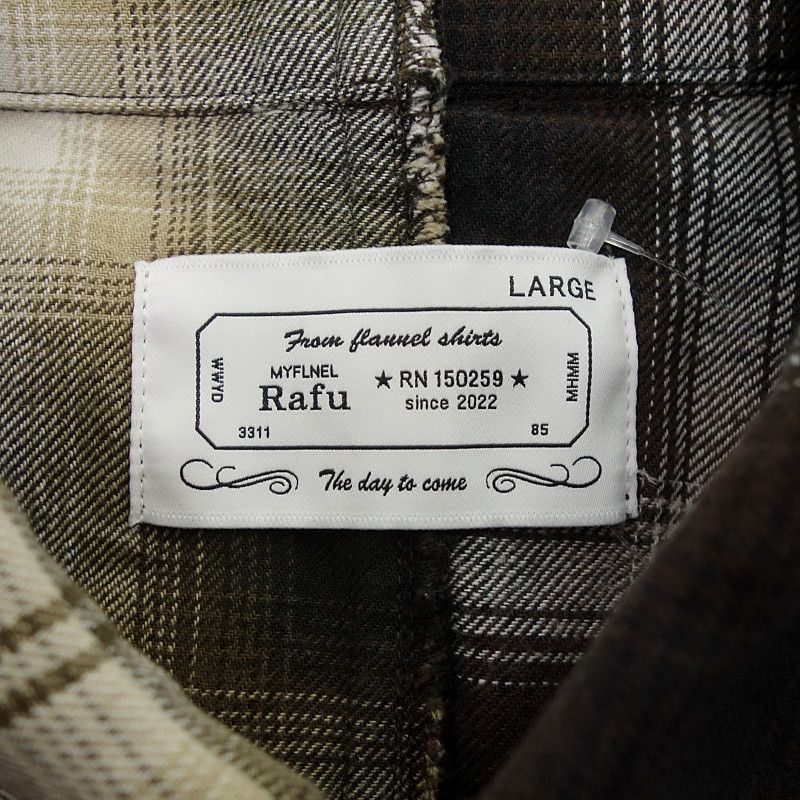 LARGE
From flannel shirts
WWYD
MYFLNEL
Rafu
★ RN 150259 ★
since 2022
MHMM
3311
85
The day to come